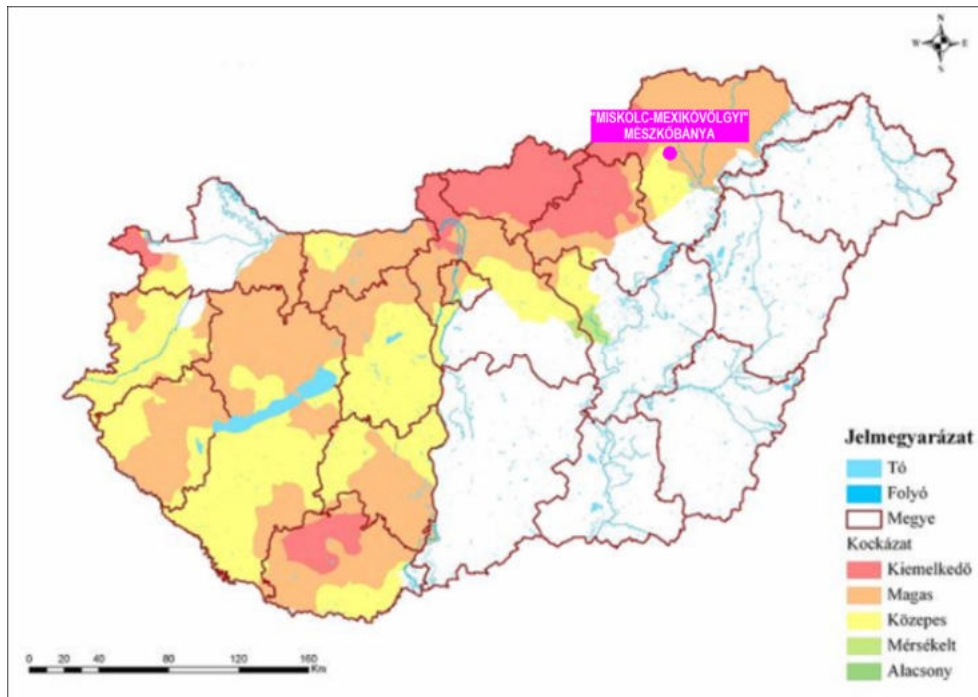 N
W E
S
"MISKOLC-MEXIKÓVÖLGYI"
MÉSZKŐBÁNYA
Jelmegyarázat
Tó
Folyó
Megye
Kockázat
Kiemelkedő
Magas
Közepes
Mérsékelt
Alacsony
0 20 40 80 120 160
Km